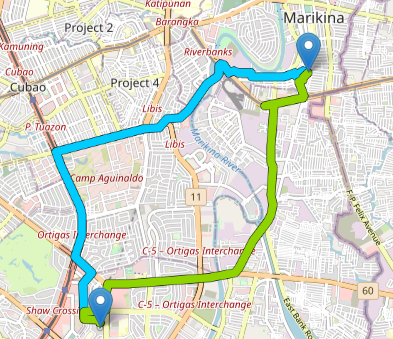 Katipunan
Marikina
Project 2
Barangka
Kamuning
Riverbanks
Cubao
Project 4
Cubao
Libis
P. Tuazon
Libis
Marikina River
Camp Aguinaldo
11
F.P. Felix Avenue
Ortigas Interchange
C-5 – Ortigas Interchange
60
Shaw Crossi
C-5 – Ortigas Interchange
East Bank Ro